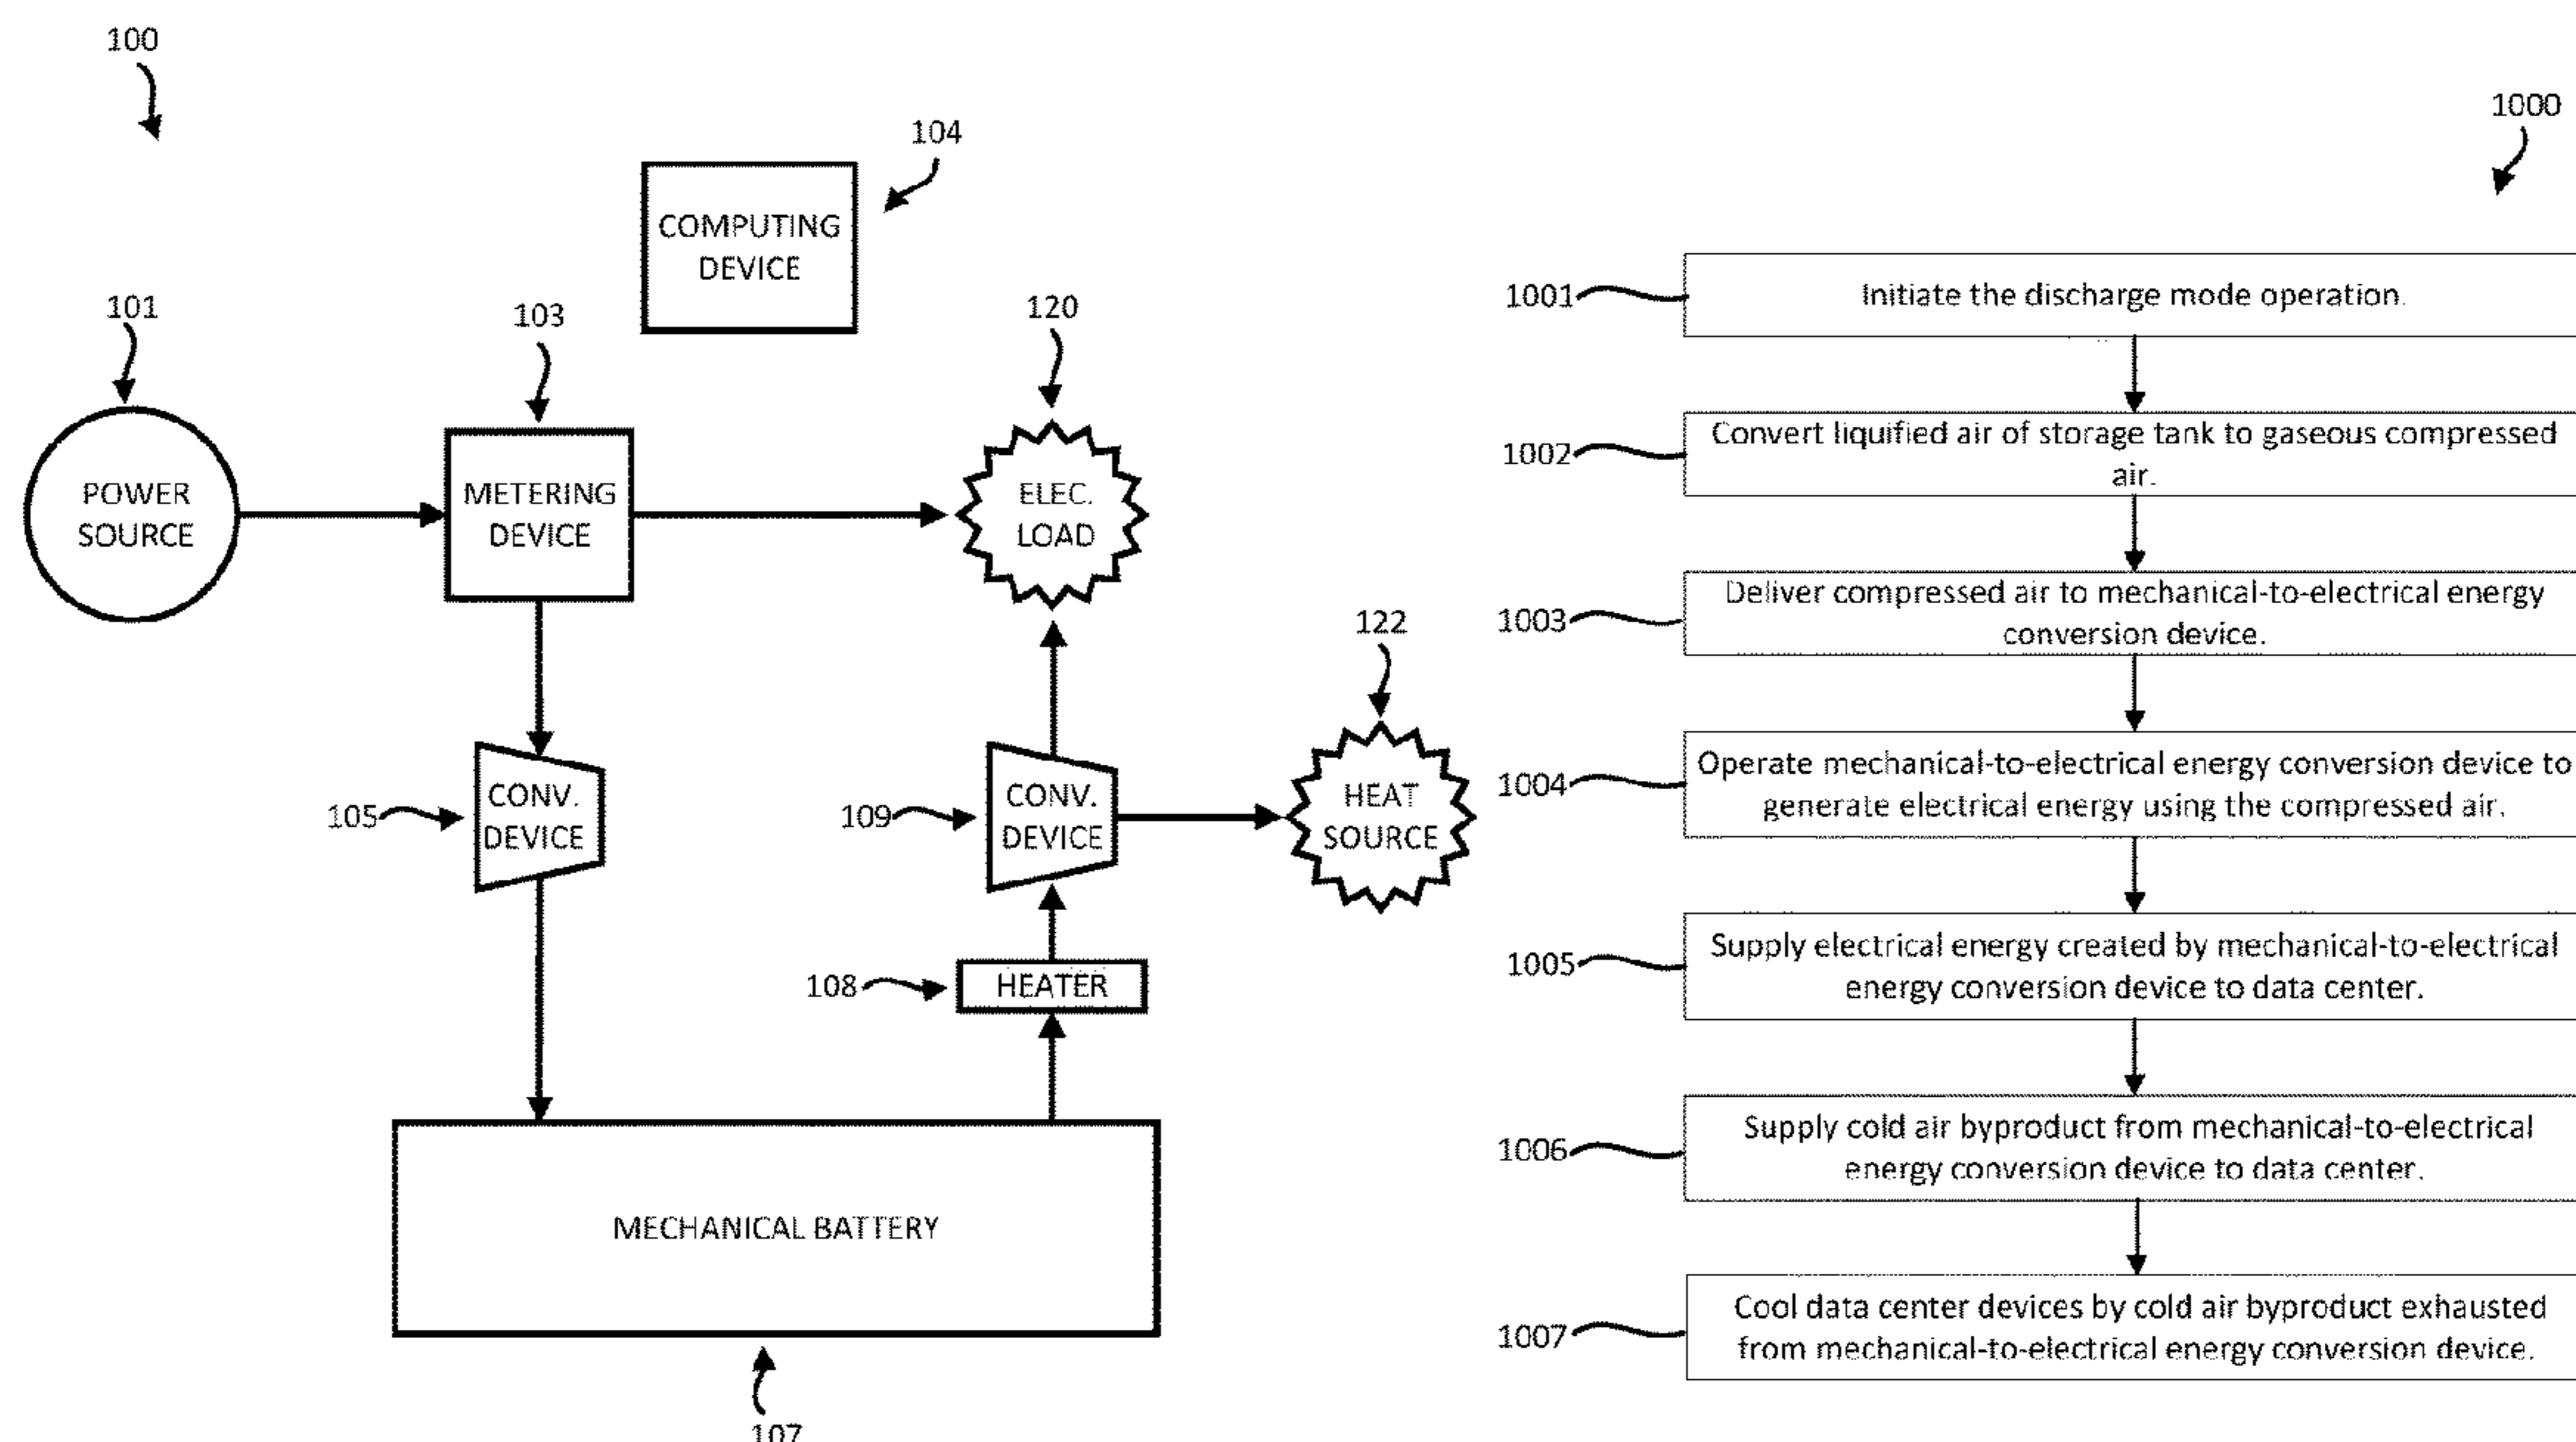 100
104
COMPUTING
DEVICE
101
103
120
POWER
SOURCE
METERING
DEVICE
ELEC.
LOAD
122
105
CONV.
DEVICE
109
CONV.
DEVICE
HEAT
SOURCE
108
HEATER
MECHANICAL BATTERY
107
1000
1001
Initiate the discharge mode operation.
1002
Convert liquified air of storage tank to gaseous compressed
air.
1003
Deliver compressed air to mechanical-to-electrical energy
conversion device.
1004
Operate mechanical-to-electrical energy conversion device to
generate electrical energy using the compressed air.
1005
Supply electrical energy created by mechanical-to-electrical
energy conversion device to data center.
1006
Supply cold air byproduct from mechanical-to-electrical
energy conversion device to data center.
1007
Cool data center devices by cold air byproduct exhausted
from mechanical-to-electrical energy conversion device.